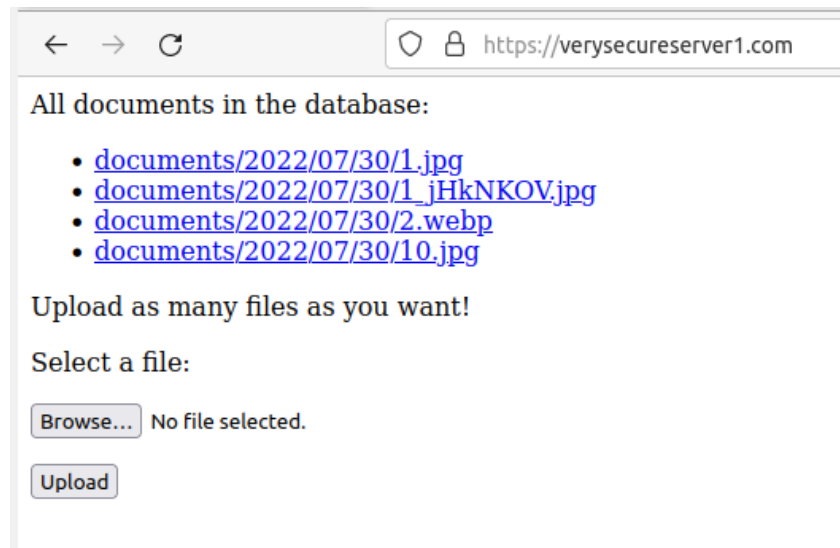 https://verysecureserver1.com
All documents in the database:
• documents/2022/07/30/1.jpg
• documents/2022/07/30/1_jHkNKOV.jpg
• documents/2022/07/30/2.webp
• documents/2022/07/30/10.jpg
Upload as many files as you want!
Select a file:
Browse... No file selected.
Upload